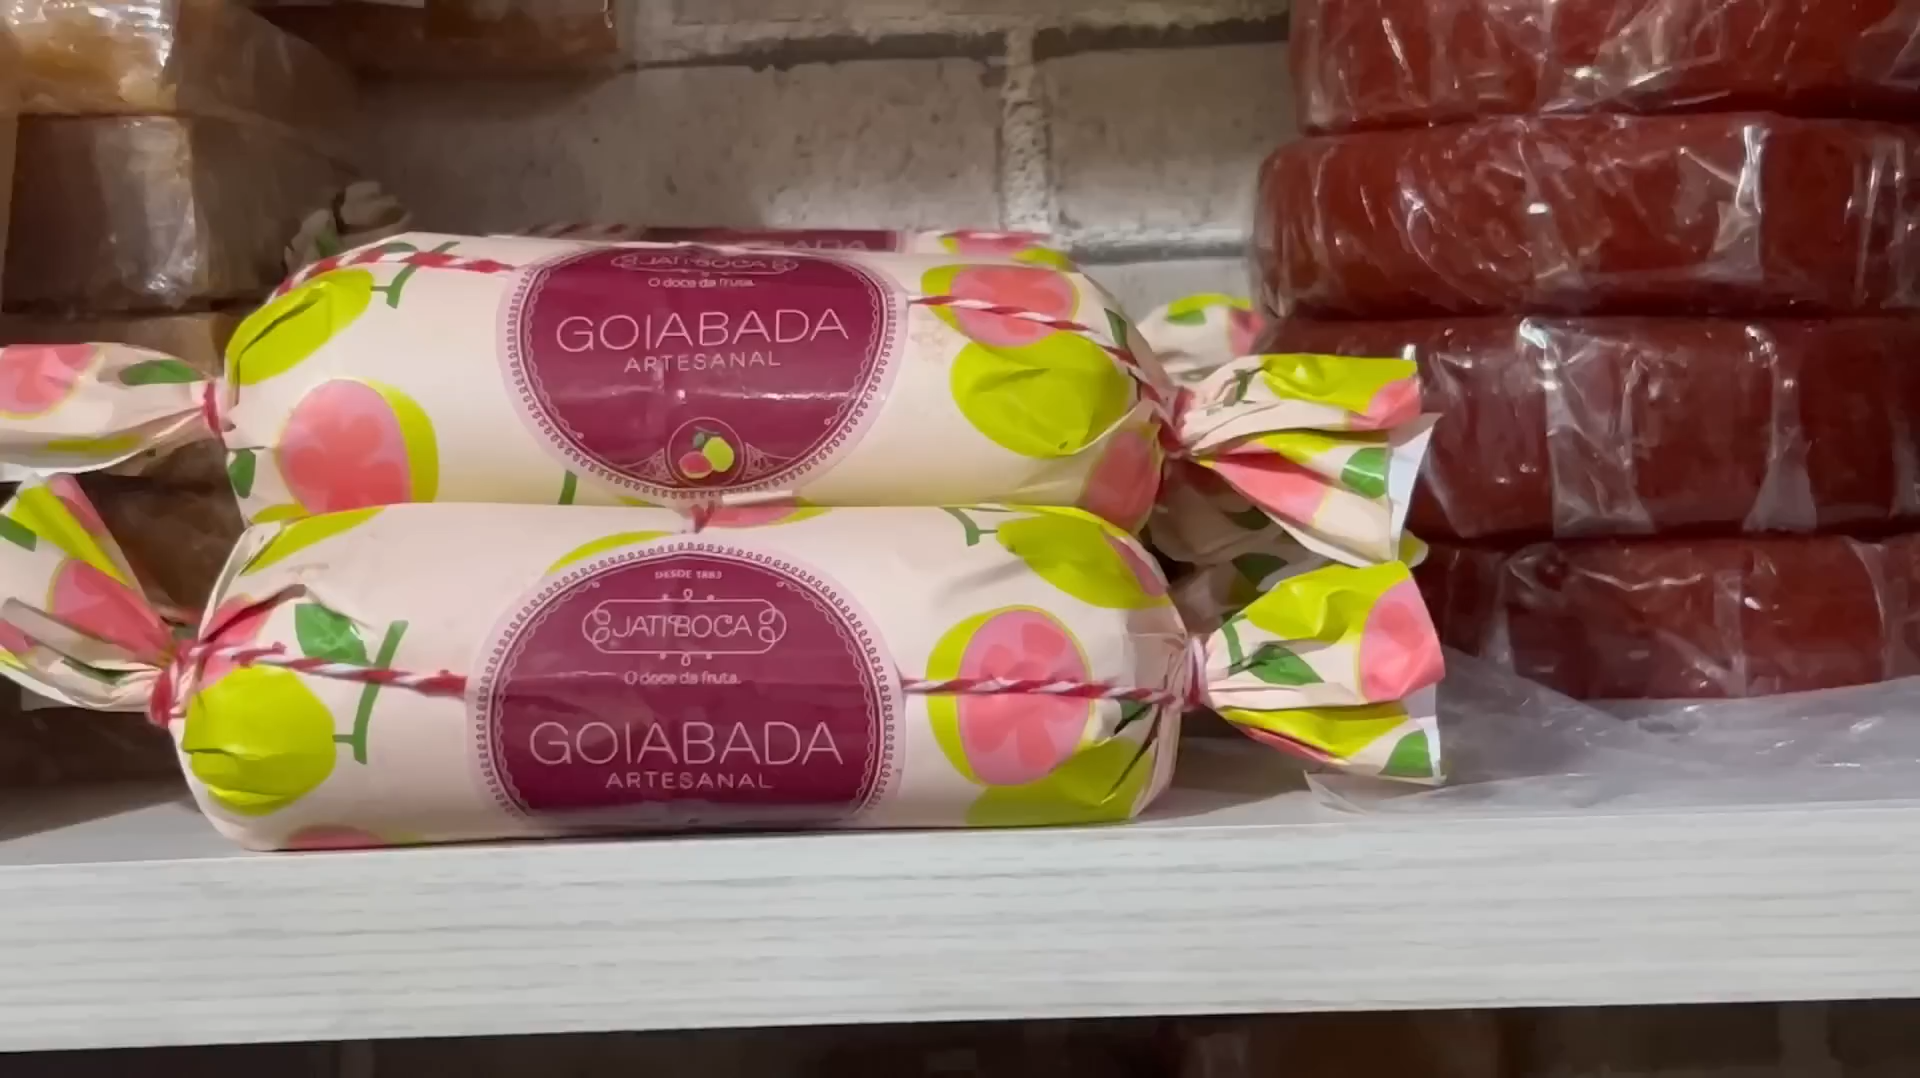 JATIBOCA
O doce da fruta.
GOIABADA
ARTESANAL
DESDE 1883
JATIBOCA
O doce da fruta.
GOIABADA
ARTESANAL